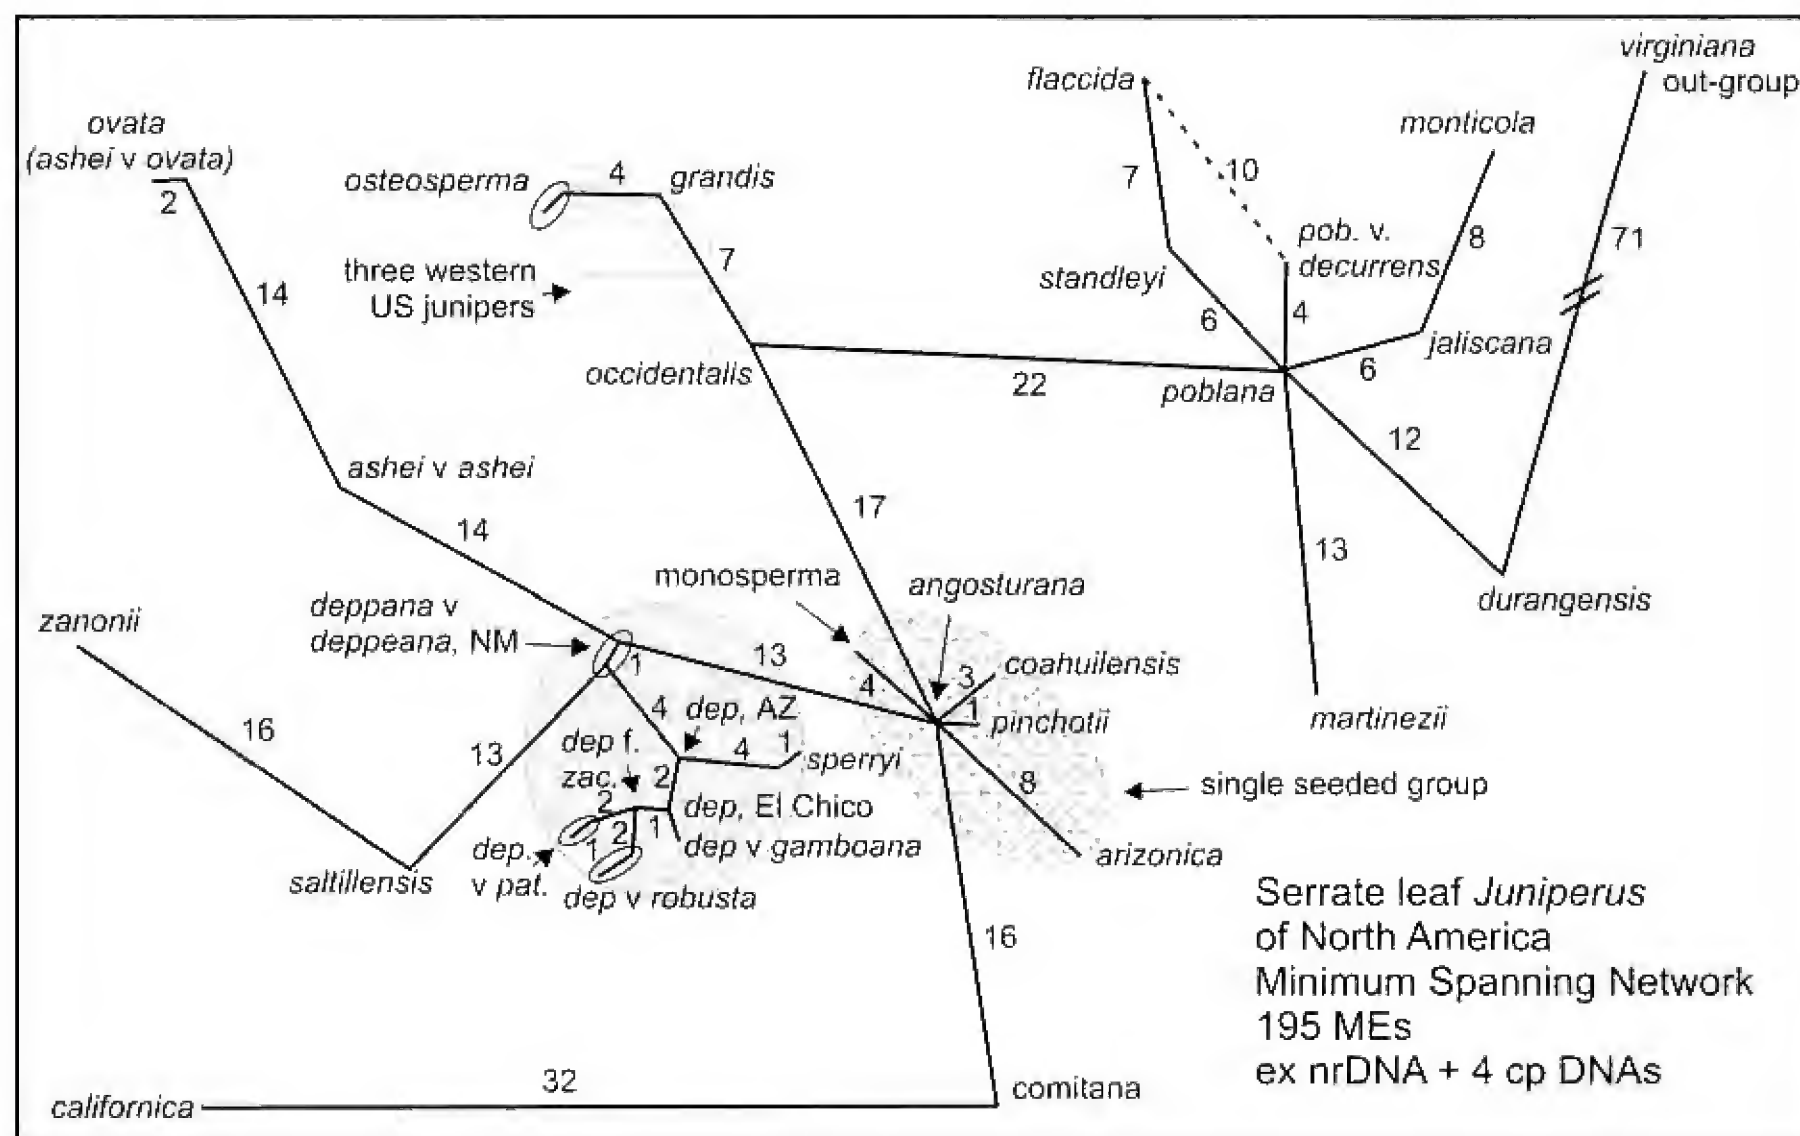 virginiana
out-group
flaccida
monticola
ovata
(ashei v ovata)
2
osteosperma
4
grandis
7
10
8
71
14
three western
US junipers
7
standleyi
pob. v.
decurrens
6
4
jaliscana
6
occidentalis
22
poblana
12
ashei v ashei
14
17
13
monosperma
angosturana
durangensis
zanonii
deppana v
deppeana, NM
1
13
4
3
coahuilensis
1
pinchotii
martinezii
16
13
4
dep, AZ
4
1
sperryi
dep f.
zac.
2
2
8
single seeded group
dep, El Chico
1
2
1
dep v gamboana
dep.
v pat.
dep v robusta
arizonica
saltillensis
16
Serrate leaf Juniperus
of North America
Minimum Spanning Network
195 MEs
ex nrDNA + 4 cp DNAs
32
californica
comitana